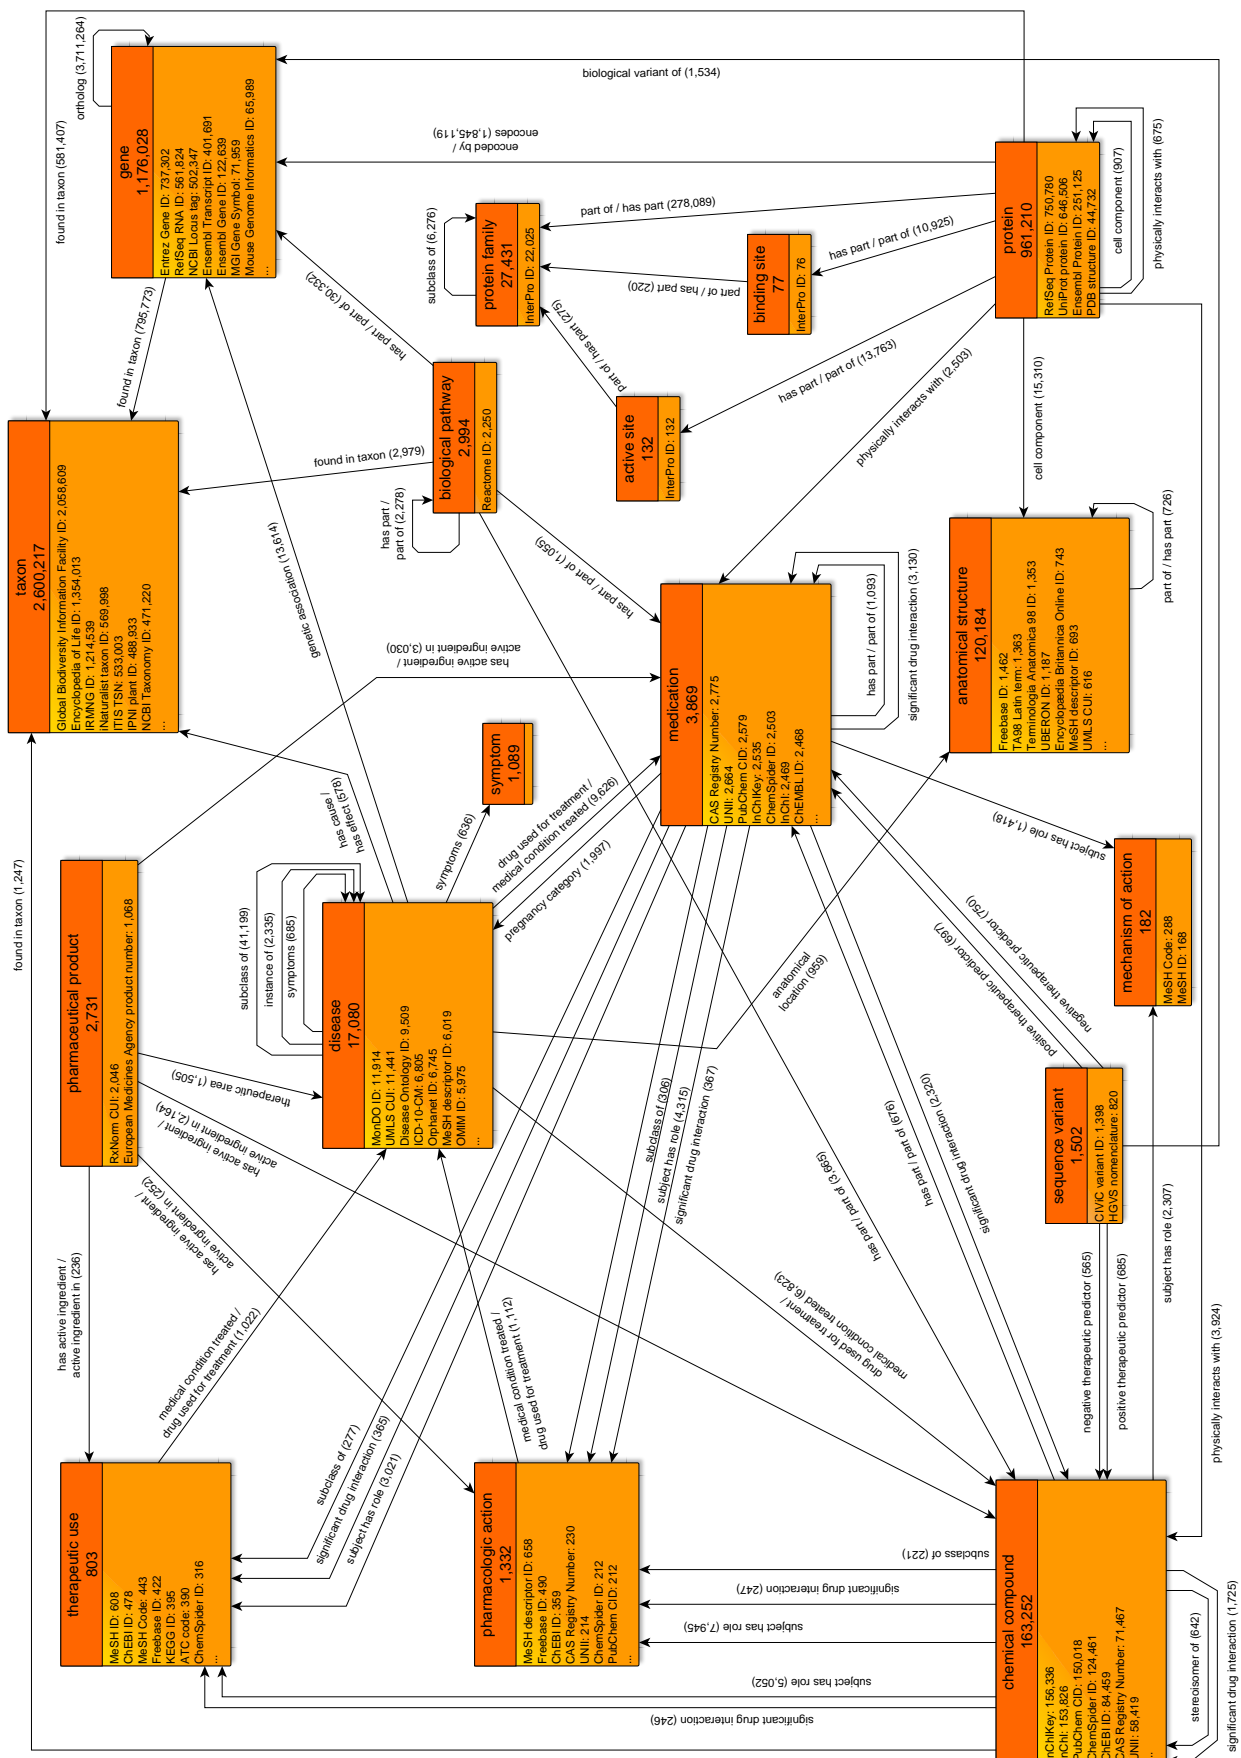 found in taxon (581,407)
ortholog (3,711,264)
gene
1,176,028
Entrez Gene ID: 737,302
RefSeq RNA ID: 561,824
NCBI Locus tag: 502,347
Ensembl Transcript ID: 401,691
Ensembl Gene ID: 122,639
MGI Gene Symbol: 71,959
Mouse Genome Informatics ID: 65,989
...
biological variant of (1,534)
encoded by /
encodes (1,845,119)
protein
961,210
RefSeq Protein ID: 750,780
UniProt protein ID: 646,506
Ensembl Protein ID: 251,125
PDB structure ID: 44,732
cell component (907)
physically interacts with (675)
part of / has part (278,089)
subclass of (6,276)
protein family
27,431
InterPro ID: 22,025
has part / part of (10,925)
binding site
77
InterPro ID: 76
part of / has part (220)
part of / has part (275)
has part / part of (13,763)
active site
132
InterPro ID: 132
has part / part of (30,332)
found in taxon (795,773)
taxon
2,600,217
Global Biodiversity Information Facility ID: 2,058,609
Encyclopedia of Life ID: 1,354,013
IRMNG ID: 1,214,539
iNaturalist taxon ID: 569,998
ITIS TSN: 533,003
IPNI plant ID: 488,933
NCBI Taxonomy ID: 471,220
...
found in taxon (2,979)
biological pathway
2,994
Reactome ID: 2,250
has part /
part of (2,278)
physically interacts with (2,503)
cell component (15,310)
anatomical structure
120,184
Freebase ID: 1,462
TA98 Latin term: 1,363
Terminologia Anatomica 98 ID: 1,353
UBERON ID: 1,187
Encyclopædia Britannica Online ID: 743
MeSH descriptor ID: 693
UMLS CUI: 616
...
part of / has part (726)
genetic association (13,614)
has part / part of (1,055)
has active ingredient /
active ingredient in (3,030)
medication
3,869
CAS Registry Number: 2,775
UNII: 2,664
PubChem CID: 2,579
InChIKey: 2,535
ChemSpider ID: 2,503
InChI: 2,469
ChEMBL ID: 2,468
...
has part / part of (1,093)
significant drug interaction (3,130)
symptom
1,089
symptoms (636)
has cause /
has effect (578)
drug used for treatment /
medical condition treated (9,626)
pregnancy category (1,997)
subject has role (1,418)
mechanism of action
182
MeSH Code: 288
MeSH ID: 168
found in taxon (1,247)
pharmaceutical product
2,731
RxNorm CUI: 2,046
European Medicines Agency product number: 1,068
subclass of (41,199)
instance of (2,335)
symptoms (685)
disease
17,080
MonDO ID: 11,914
UMLS CUI: 11,441
Disease Ontology ID: 9,509
ICD-10-CM: 6,805
Orphanet ID: 6,745
MeSH descriptor ID: 6,019
OMIM ID: 5,975
...
anatomical
location (959)
negative therapeutic predictor (750)
positive therapeutic predictor (697)
sequence variant
1,502
CIViC variant ID: 1,398
HGVS nomenclature: 820
therapeutic area (1,505)
has active ingredient /
active ingredient in (2,164)
has active ingredient /
active ingredient in (252)
has active ingredient /
active ingredient in (236)
medical condition treated /
drug used for treatment (1,022)
subclass of (306)
subject has role (4,315)
significant drug interaction (367)
has part / part of (3,665)
has part / part of (676)
significant drug interaction (2,320)
drug used for treatment /
medical condition treated (6,823)
negative therapeutic predictor (565)
positive therapeutic predictor (685)
subject has role (2,307)
physically interacts with (3,924)
medical condition treated /
drug used for treatment (1,112)
subclass of (277)
significant drug interaction (365)
subject has role (3,021)
therapeutic use
803
MeSH ID: 608
ChEBI ID: 478
MeSH Code: 443
Freebase ID: 422
KEGG ID: 395
ATC code: 390
ChemSpider ID: 316
...
pharmacologic action
1,332
MeSH descriptor ID: 658
Freebase ID: 490
ChEBI ID: 359
CAS Registry Number: 230
UNII: 214
ChemSpider ID: 212
PubChem CID: 212
...
subclass of (221)
significant drug interaction (247)
subject has role (7,945)
subject has role (5,052)
significant drug interaction (246)
chemical compound
163,252
InChIKey: 156,336
InChI: 153,826
PubChem CID: 150,018
ChemSpider ID: 124,461
ChEBI ID: 84,459
CAS Registry Number: 71,467
UNII: 58,419
...
stereoisomer of (642)
significant drug interaction (1,725)